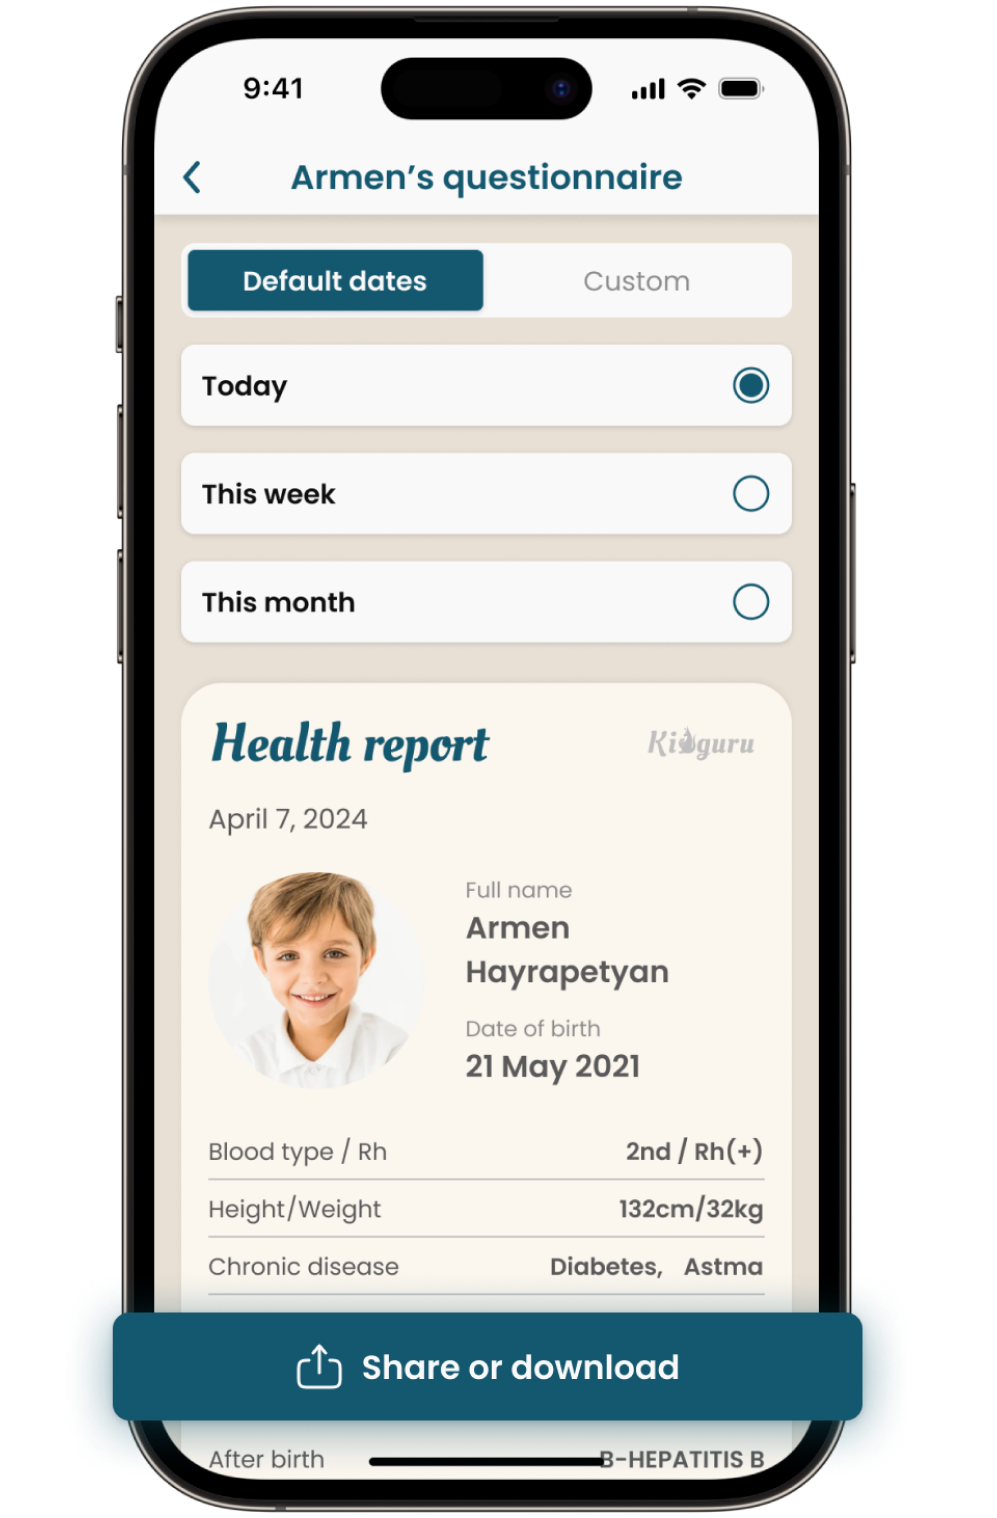 9:41
Armen’s questionnaire
Default dates Custom
Today
This week
This month
Health report Kidguru
April 7, 2024
Full name
Armen
Hayrapetyan
Date of birth
21 May 2021
Blood type / Rh 2nd / Rh(+)
Height/Weight 132cm/32kg
Chronic disease Diabetes, Astma
Share or download
After birth B-HEPATITIS B